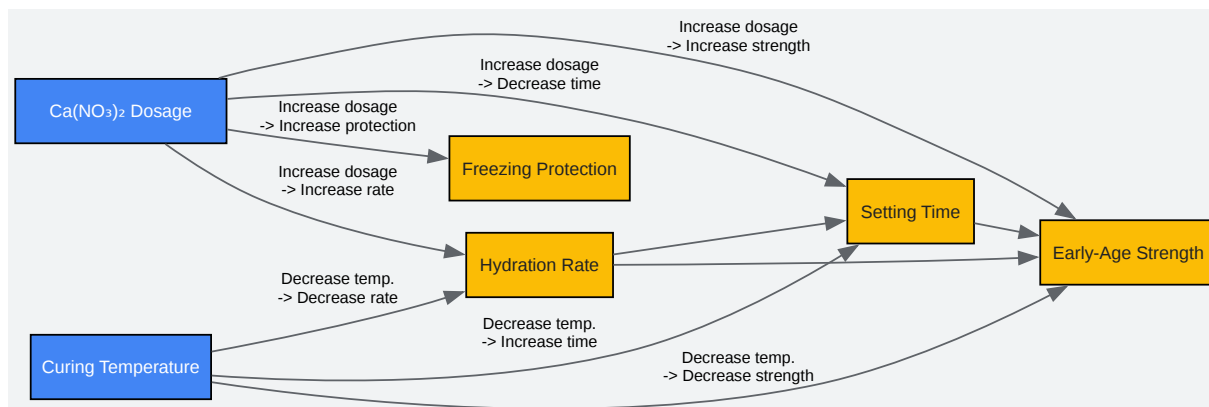 Increase dosage
-> Increase strength
Increase dosage
-> Decrease time
Ca(NO₃)₂ Dosage
Increase dosage
-> Increase protection
Freezing Protection
Increase dosage
-> Increase rate
Setting Time
Hydration Rate
Early-Age Strength
Decrease temp.
-> Decrease rate
Decrease temp.
-> Increase time
Curing Temperature
Decrease temp.
-> Decrease strength